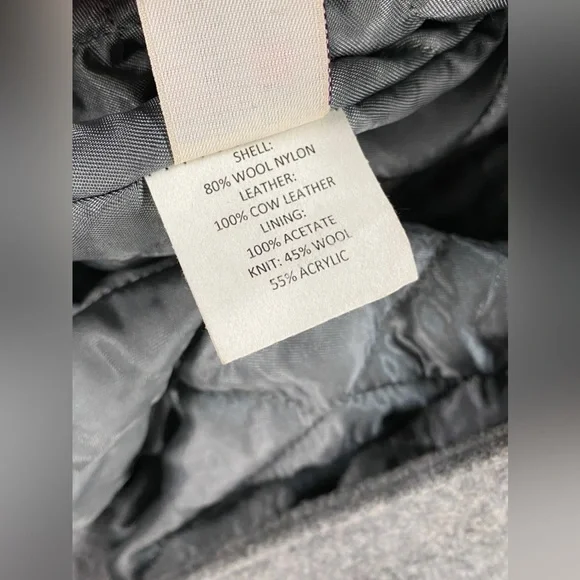 SHELL:
80% WOOL NYLON
LEATHER:
100% COW LEATHER
LINING:
100% ACETATE
KNIT: 45% WOOL
55% ACRYLIC